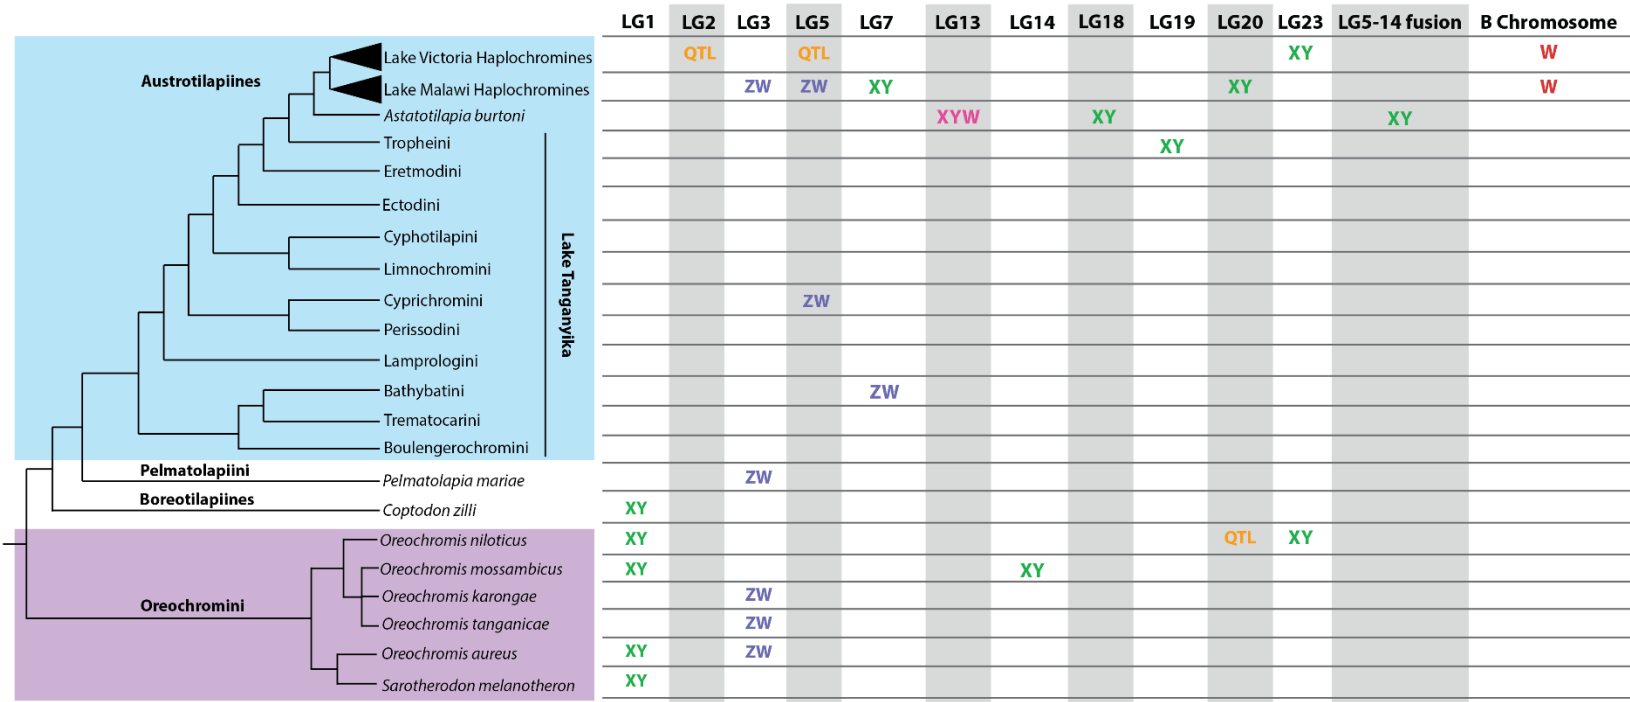 LG1 LG2 LG3 LG5 LG7 LG13 LG14 LG18 LG19 LG20 LG23 LG5-14 fusion B Chromosome
Austrotilapiines
Lake Victoria Haplochromines QTL QTL XY W
Lake Malawi Haplochromines ZW ZW XY XY W
Astatotilapia burtoni XYW XY XY
Tropheini XY
Eretmodini
Ectodini
Cyphotilapini
Limnochromini
Cyprichromini ZW
Perissodini
Lamprologini
Bathybatini ZW
Trematocarini
Boulengerochromini
Lake Tanganyika
Pelmatolapiini
Pelmatolapia mariae ZW
Boreotilapiines
Coptodon zilli XY
Oreochromini
Oreochromis niloticus XY QTL XY
Oreochromis mossambicus XY XY
Oreochromis karongae ZW
Oreochromis tanganicae ZW
Oreochromis aureus XY ZW
Sarotherodon melanotheron XY